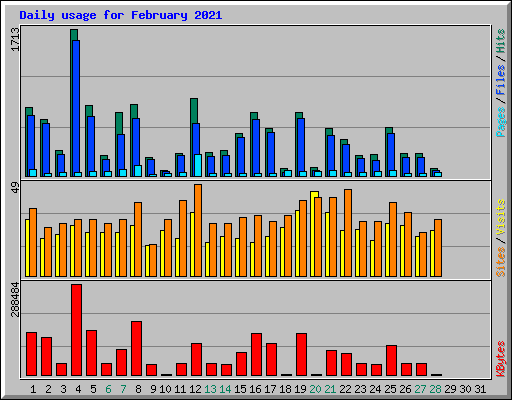 Daily usage for February 2021
1713
Pages / Files / Hits
49
Sites / Visits
288484
KBytes
1 2 3 4 5 6 7 8 9 10 11 12 13 14 15 16 17 18 19 20 21 22 23 24 25 26 27 28 29 30 31